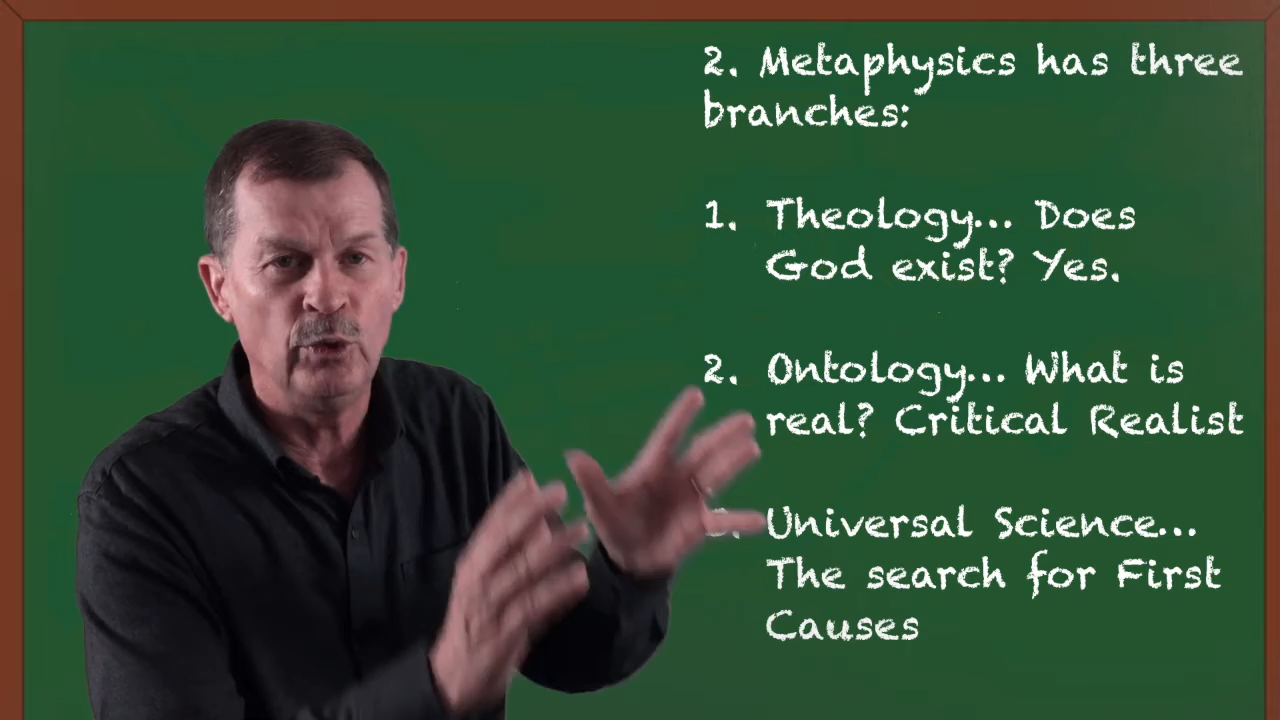 2. Metaphysics has three
branches:
1. Theology... Does
God exist? Yes.
2. Ontology... What is
real? Critical Realist
Universal Science...
The search for First
Causes